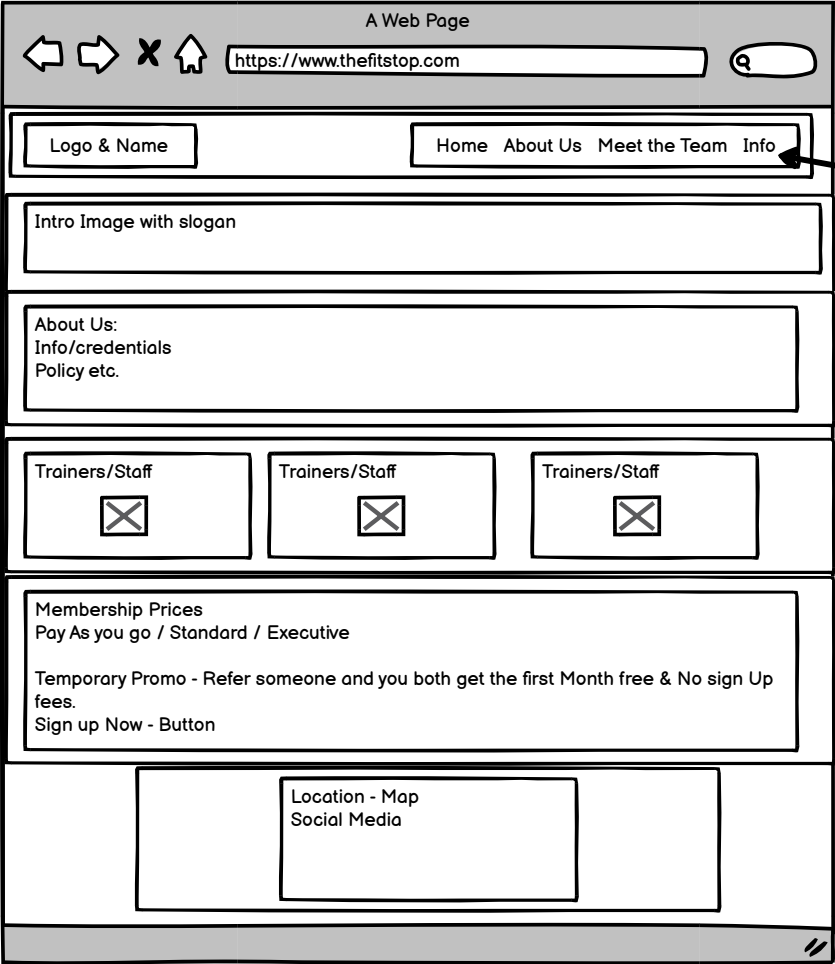 A Web Page
https://www.thefitstop.com
Logo & Name
Home About Us Meet the Team Info
Intro Image with slogan
About Us:
Info/credentials
Policy etc.
Trainers/Staff
Trainers/Staff
Trainers/Staff
Membership Prices
Pay As you go / Standard / Executive
Temporary Promo - Refer someone and you both get the first Month free & No sign Up
fees.
Sign up Now - Button
Location - Map
Social Media